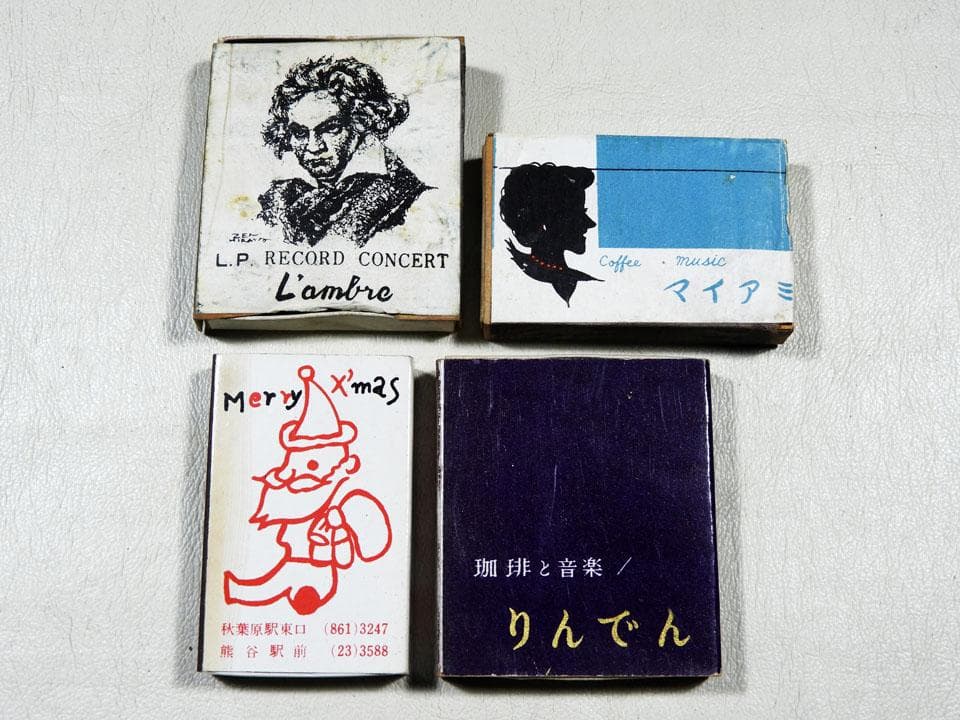 L.P. RECORD CONCERT
L'ambre
Coffee . music
マイアミ
Merry X'mas
秋葉原駅東口 (861)3247
熊谷駅前 (23)3588
珈琲と音楽/
りんでん